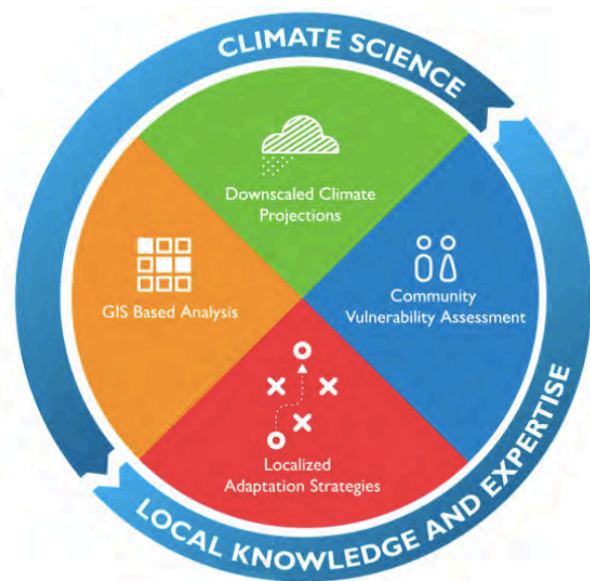 CLIMATE SCIENCE
Downscaled Climate
Projections
GIS Based Analysis
Community
Vulnerability Assessment
Localized
Adaptation Strategies
LOCAL KNOWLEDGE AND EXPERTISE